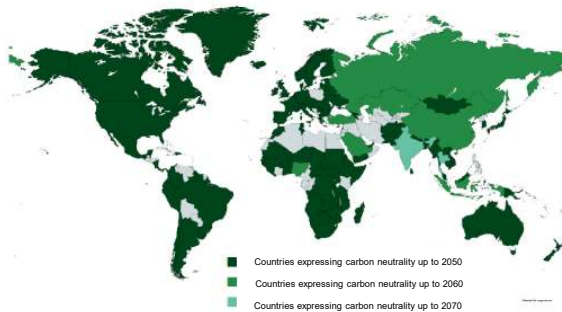 Countries expressing carbon neutrality up to 2050
Countries expressing carbon neutrality up to 2060
Countries expressing carbon neutrality up to 2070